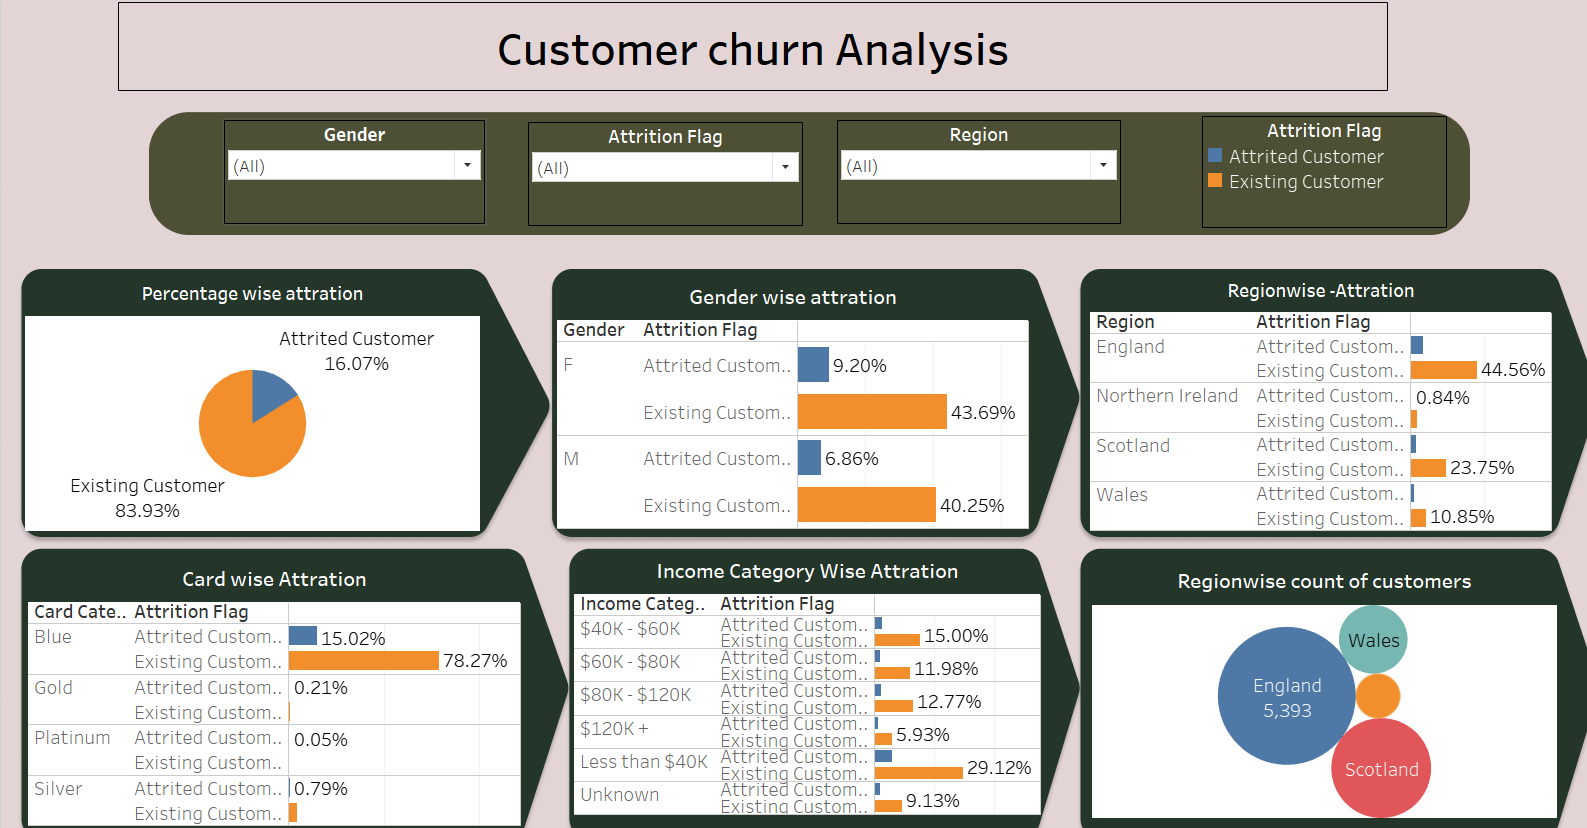 Customer churn Analysis
Gender
(All)
Attrition Flag
(All)
Region
(All)
Attrition Flag
Attrited Customer
Existing Customer
Percentage wise attration
Attrited Customer
16.07%
Existing Customer
83.93%
Gender wise attration
Gender Attrition Flag
F Attrited Custom.. 9.20%
Existing Custom.. 43.69%
M Attrited Custom.. 6.86%
Existing Custom.. 40.25%
Regionwise -Attration
Region Attrition Flag
England Attrited Custom..
Existing Custom.. 44.56%
Northern Ireland Attrited Custom.. 0.84%
Existing Custom..
Scotland Attrited Custom..
Existing Custom.. 23.75%
Wales Attrited Custom..
Existing Custom.. 10.85%
Card wise Attration
Card Cate.. Attrition Flag
Blue Attrited Custom.. 15.02%
Existing Custom.. 78.27%
Gold Attrited Custom.. 0.21%
Existing Custom..
Platinum Attrited Custom.. 0.05%
Existing Custom..
Silver Attrited Custom.. 0.79%
Existing Custom..
Income Category Wise Attration
Income Categ.. Attrition Flag
$40K - $60K Attrited Custom..
Existing Custom.. 15.00%
$60K - $80K Attrited Custom..
Existing Custom.. 11.98%
$80K - $120K Attrited Custom..
Existing Custom.. 12.77%
$120K + Attrited Custom..
Existing Custom.. 5.93%
Less than $40K Attrited Custom..
Existing Custom.. 29.12%
Unknown Attrited Custom..
Existing Custom.. 9.13%
Regionwise count of customers
Wales
England
5,393
Scotland